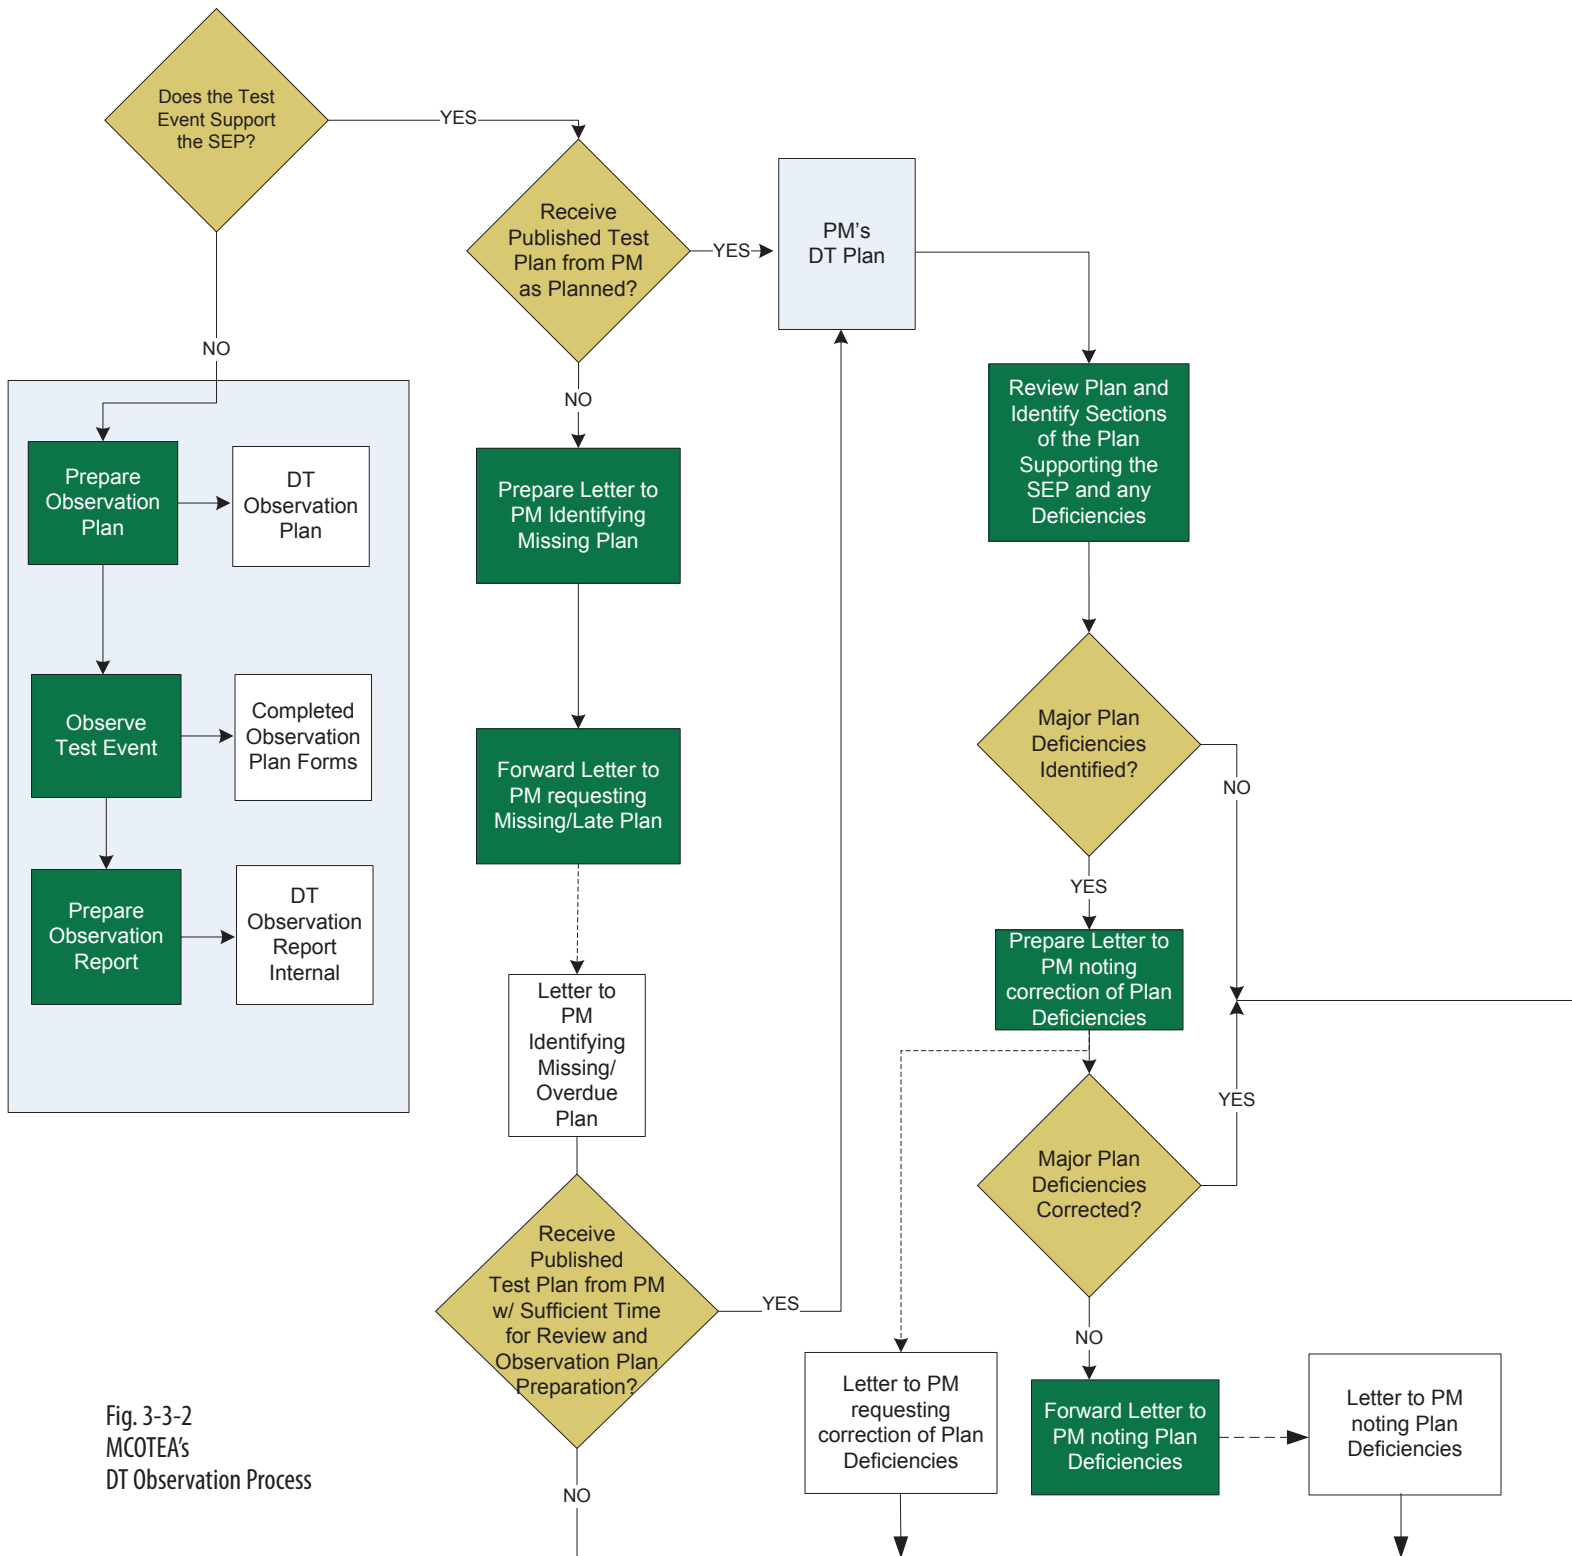 Does the Test
Event Support
the SEP?
YES
NO
Receive
Published Test
Plan from PM
as Planned?
YES
NO
PM's
DT Plan
Prepare
Observation
Plan
DT
Observation
Plan
Observe
Test Event
Completed
Observation
Plan Forms
Prepare
Observation
Report
DT
Observation
Report
Internal
Prepare Letter to
PM Identifying
Missing Plan
Forward Letter to
PM requesting
Missing/Late Plan
Letter to
PM
Identifying
Missing/
Overdue
Plan
Receive
Published
Test Plan from PM
w/ Sufficient Time
for Review and
Observation Plan
Preparation?
YES
NO
Review Plan and
Identify Sections
of the Plan
Supporting the
SEP and any
Deficiencies
Major Plan
Deficiencies
Identified?
NO
YES
Prepare Letter to
PM noting
correction of Plan
Deficiencies
Major Plan
Deficiencies
Corrected?
YES
NO
Letter to PM
requesting
correction of Plan
Deficiencies
Forward Letter to
PM noting Plan
Deficiencies
Letter to PM
noting Plan
Deficiencies
Fig. 3-3-2
MCOTEA's
DT Observation Process